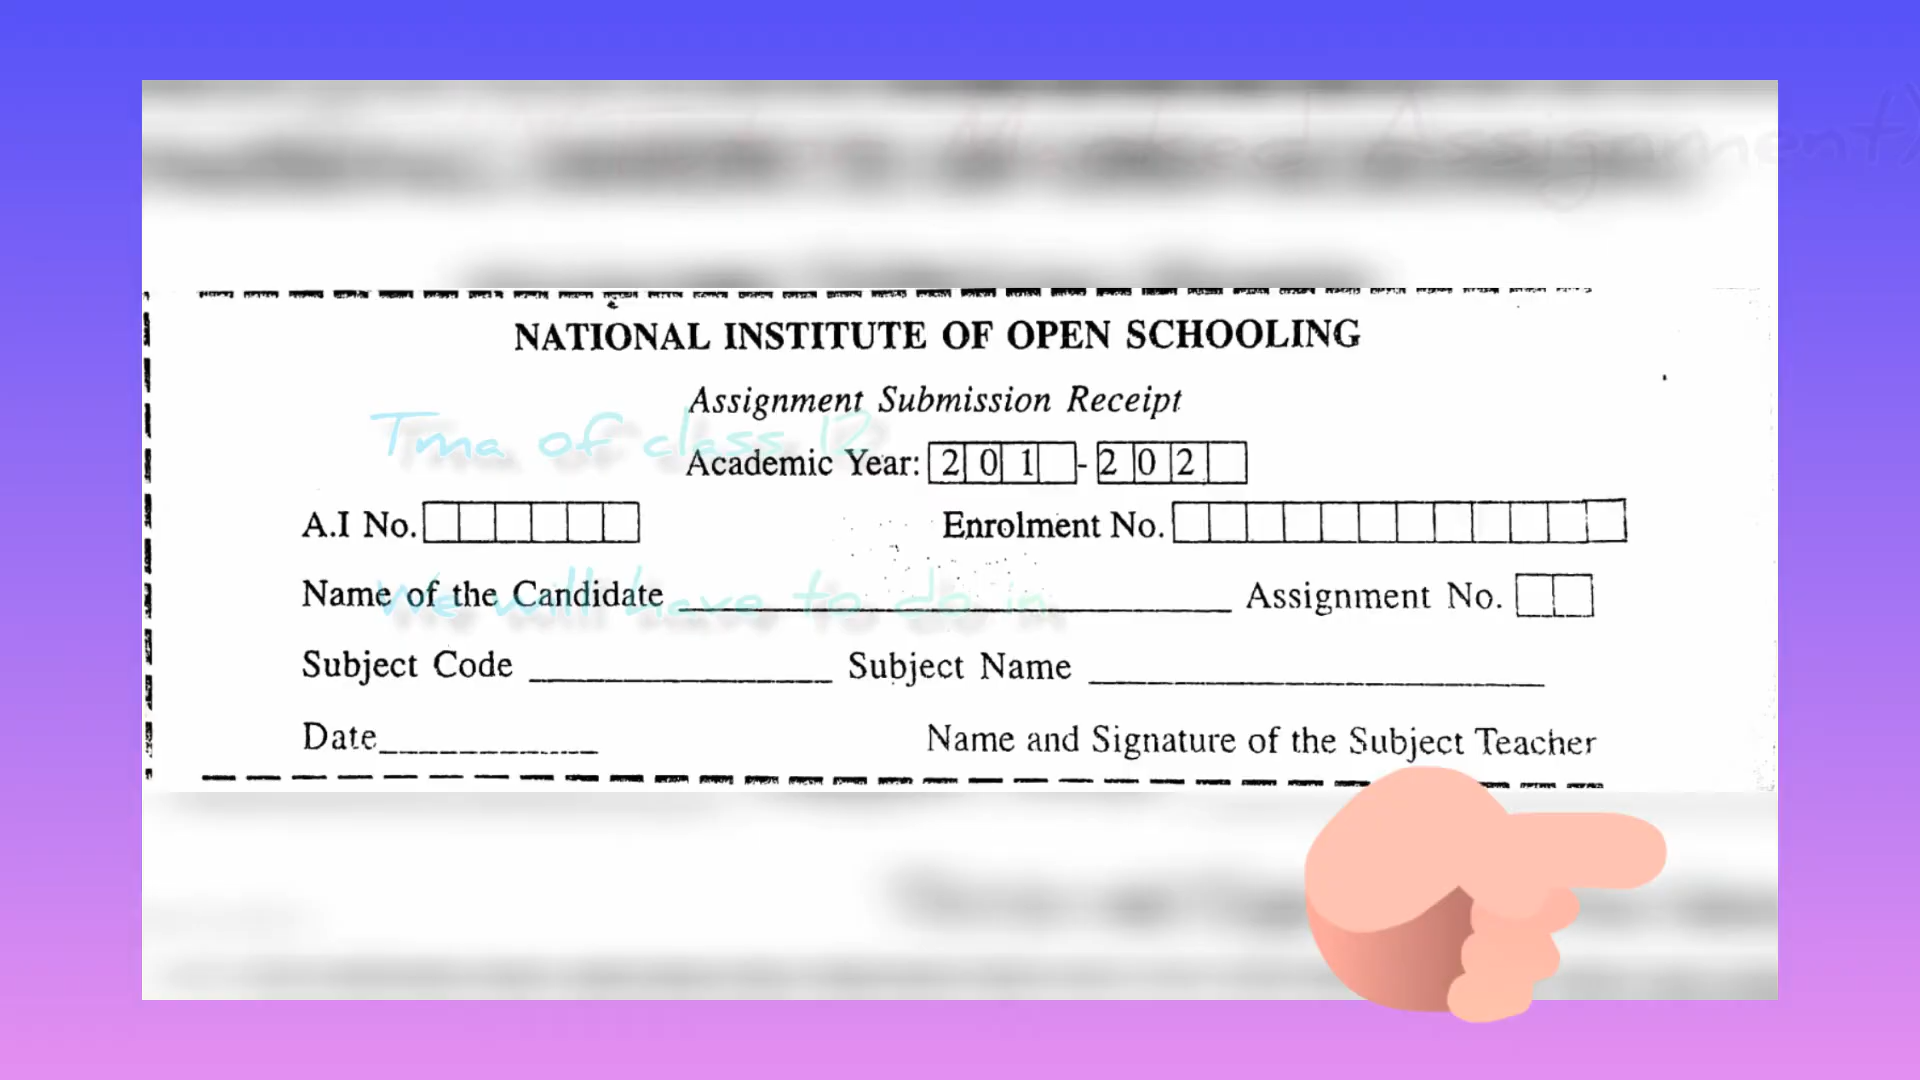 Marked Assignment)
NATIONAL INSTITUTE OF OPEN SCHOOLING
Assignment Submission Receipt
Tma of class 12
Academic Year: 2 0 1 - 2 0 2
A.I No. Enrolment No.
Name of the Candidate Assignment No.
We will have to do in
Subject Code Subject Name
Date Name and Signature of the Subject Teacher